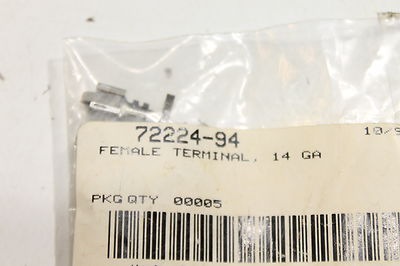 72224-94
FEMALE TERMINAL, 14 GA
PKG QTY 00005